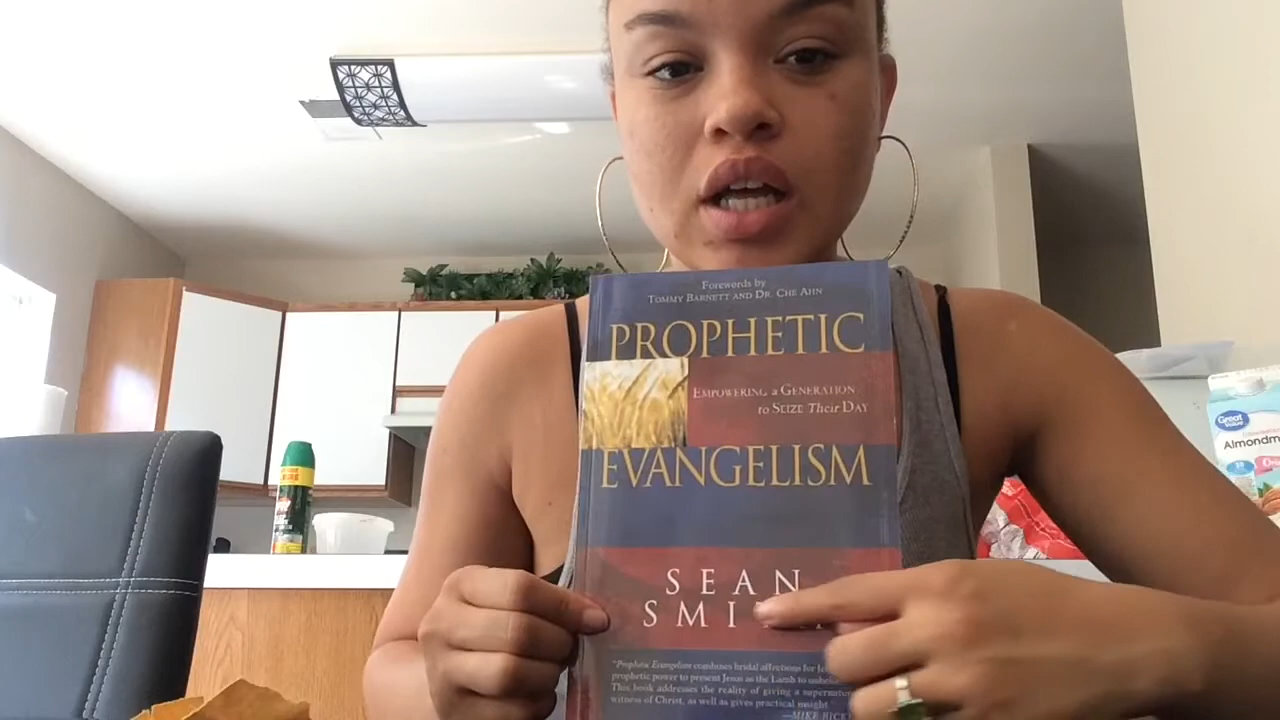 Forewords by
TOMMY BARNETT AND DR. CHE AHN
PROPHETIC
EMPOWERING a GENERATION
to SEIZE Their DAY
EVANGELISM
SEAN
SMI
"Prophetic Evangelism combines bridal affections for
prophetic power to present Jesus as the Lamb to
This book addresses the reality of giving a
witness of Christ, as well as gives practical insight."
—MIKE
Great
Value